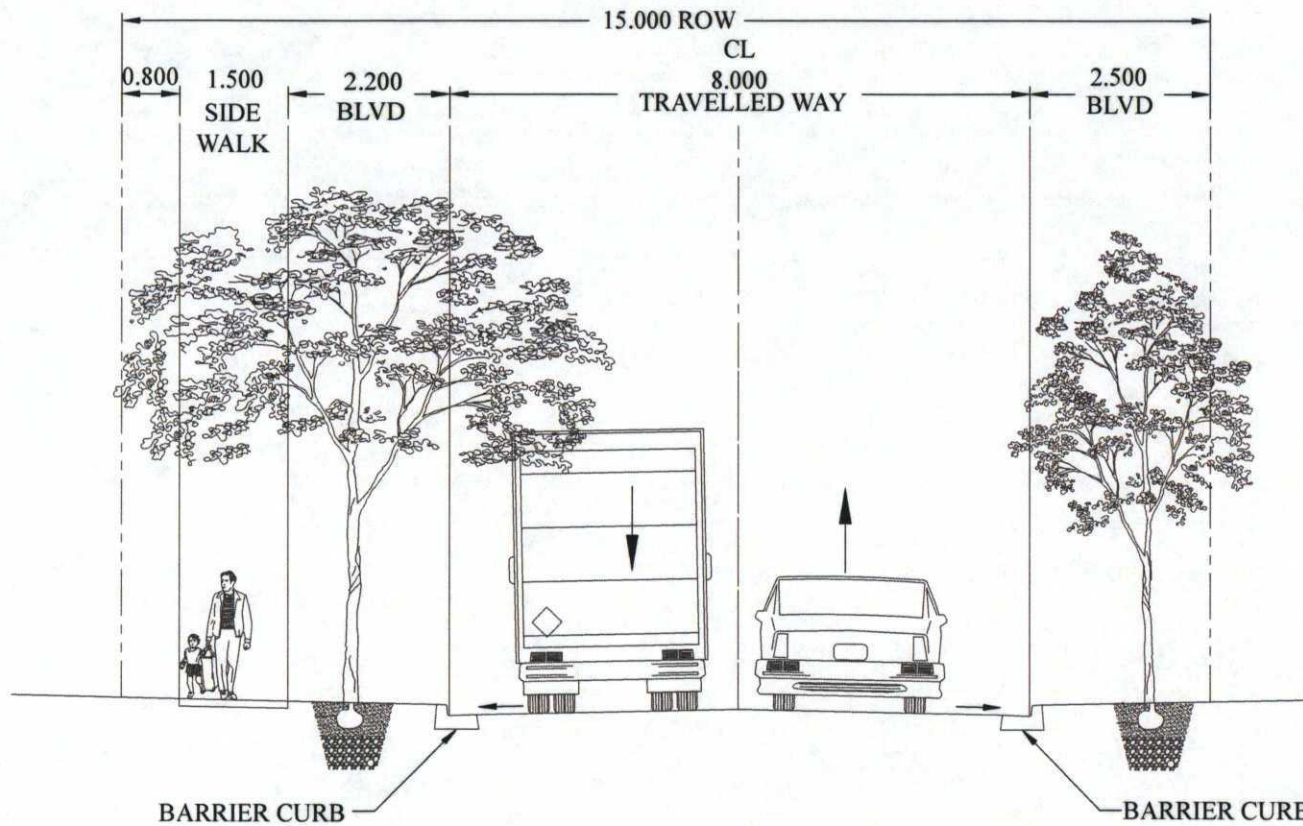 15.000 ROW
CL
0.800
1.500
SIDE
WALK
2.200
BLVD
8.000
TRAVELLED WAY
2.500
BLVD
BARRIER CURB
BARRIER CURB